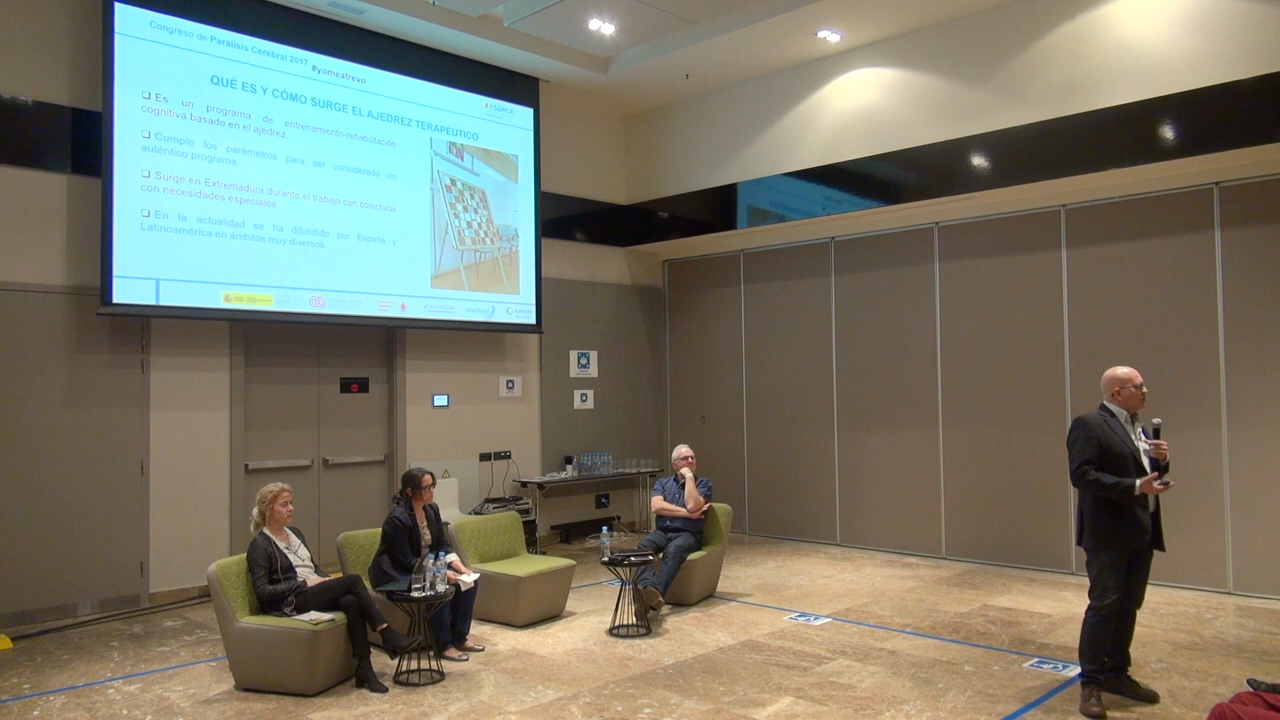 Congreso de Parálisis Cerebral 2017 #yomeatrevo
ASPACE
QUÉ ES Y CÓMO SURGE EL AJEDREZ TERAPÉUTICO
❑ Es un programa de entrenamiento-rehabilitación
cognitiva basado en el ajedrez.
❑ Cumple los parámetros para ser considerado un
auténtico programa.
❑ Surge en Extremadura durante el trabajo con colectivos
con necesidades especiales.
❑ En la actualidad se ha difundido por España y
Latinoamérica en ámbitos muy diversos.